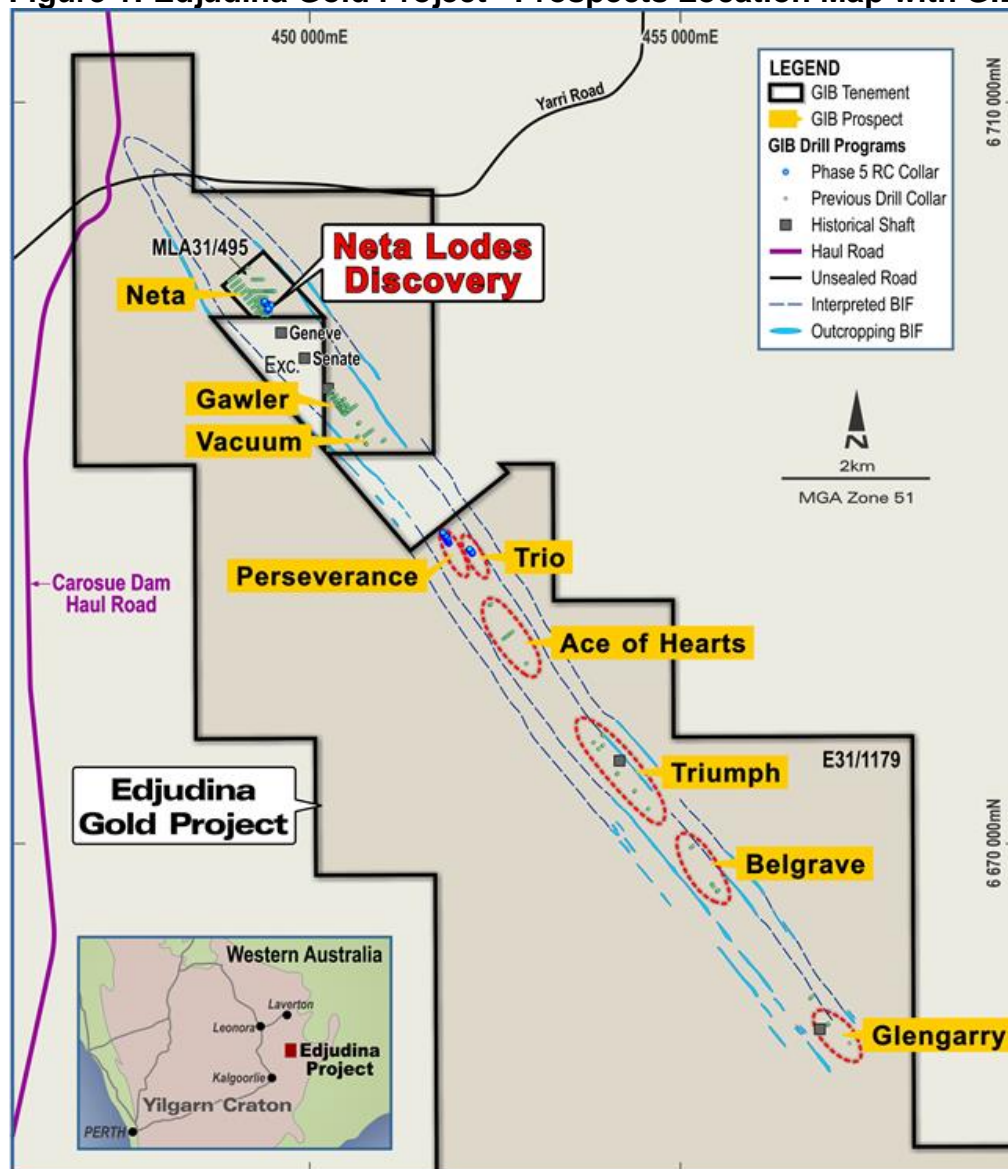 450 000mE
455 000mE
6 710 000mN
Yarri Road
LEGEND
GIB Tenement
GIB Prospect
GIB Drill Programs
Phase 5 RC Collar
Previous Drill Collar
Historical Shaft
Haul Road
Unsealed Road
Interpreted BIF
Outcropping BIF
MLA31/495
Neta Lodes
Discovery
Neta
Geneve
Senate
Exc.
Gawler
Vacuum
N
2km
MGA Zone 51
Perseverance
Trio
Carosue Dam
Haul Road
Ace of Hearts
Triumph
E31/1179
Edjudina
Gold Project
Belgrave
6 670 000mN
Glengarry
Western Australia
Laverton
Leonora
Edjudina
Project
Kalgoorlie
Yilgarn Craton
PERTH